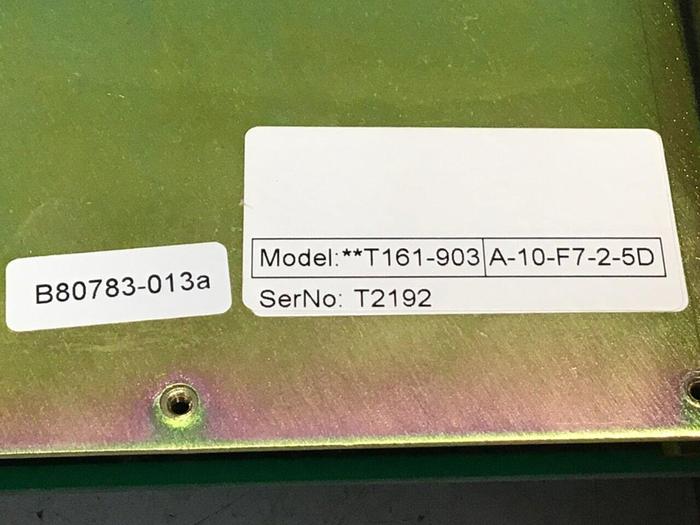 B80783-013a
Model:**T161-903 A-10-F7-2-5D
SerNo: T2192